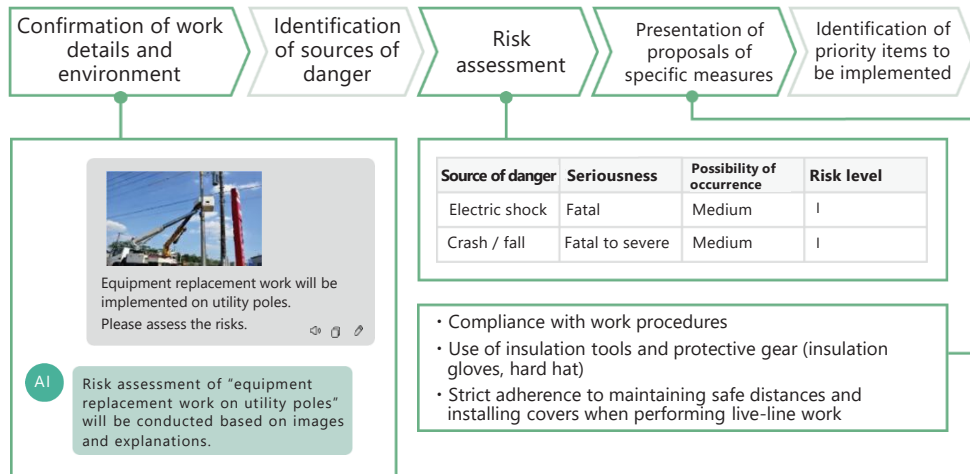 Confirmation of work
details and
environment
Identification
of sources of
danger
Risk
assessment
Presentation of
proposals of
specific measures
Identification of
priority items to
be implemented
Equipment replacement work will be
implemented on utility poles.
Please assess the risks.
AI
Risk assessment of “equipment
replacement work on utility poles”
will be conducted based on images
and explanations.
Source of danger Seriousness Possibility of occurrence Risk level
Electric shock Fatal Medium I
Crash / fall Fatal to severe Medium I
・Compliance with work procedures
・Use of insulation tools and protective gear (insulation
gloves, hard hat)
・Strict adherence to maintaining safe distances and
installing covers when performing live-line work